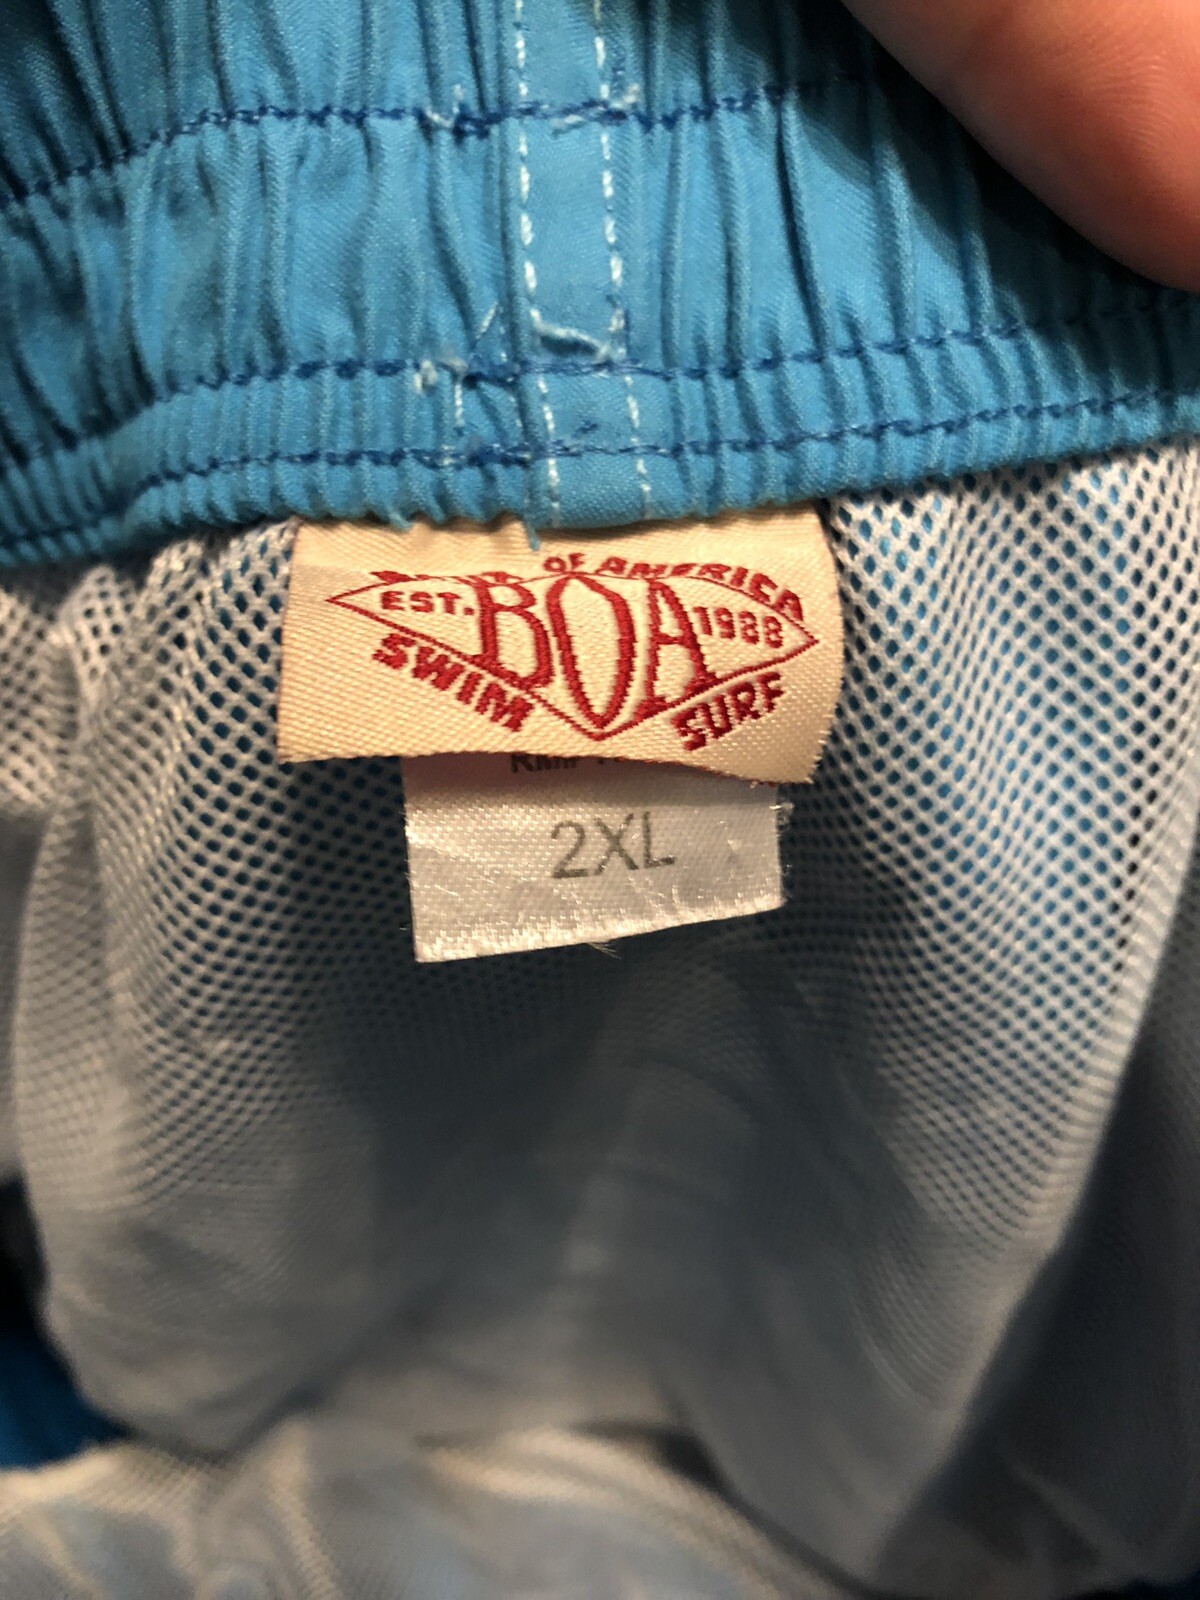 OF AMERICA
EST. BOA 1988
SWIM SURF
2XL